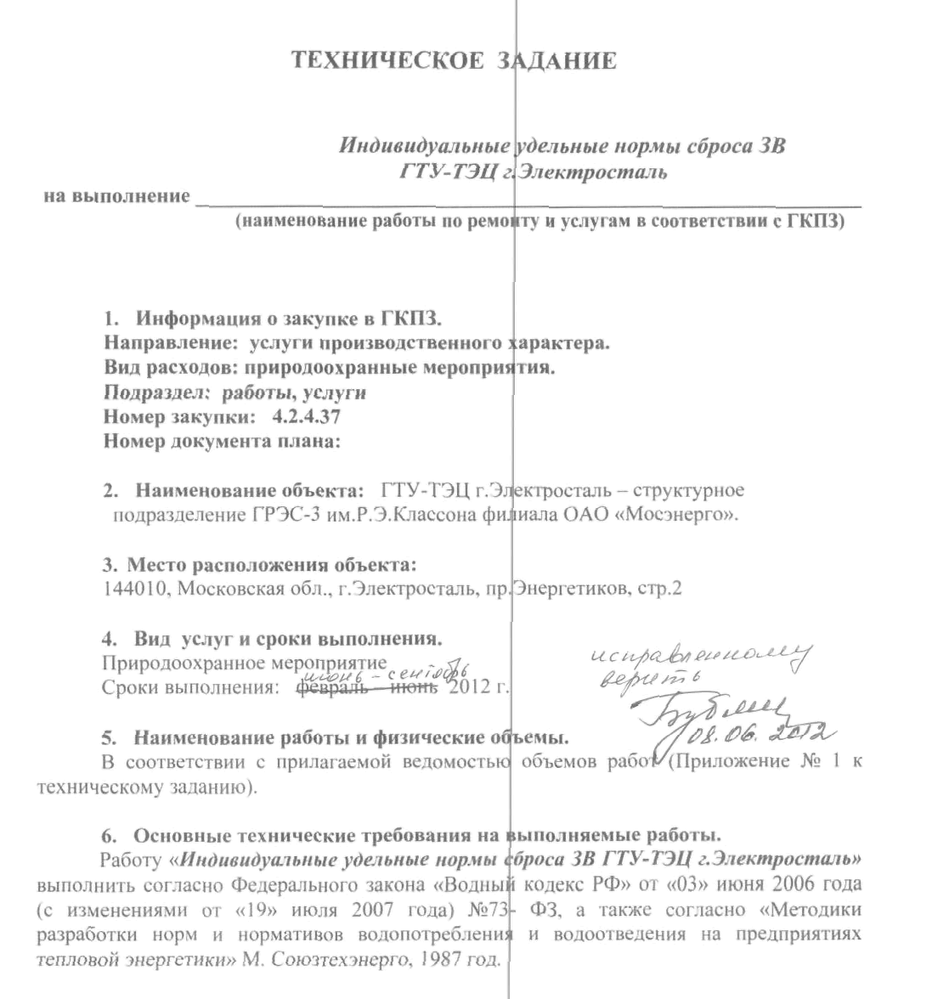 ТЕХНИЧЕСКОЕ ЗАДАНИЕ
Индивидуальные удельные нормы сброса ЗВ
ГТУ-ТЭЦ г.Электросталь
на выполнение
(наименование работы по ремонту и услугам в соответствии с ГКПЗ)
1. Информация о закупке в ГКПЗ.
Направление: услуги производственного характера.
Вид расходов: природоохранные мероприятия.
Подраздел: работы, услуги
Номер закупки: 4.2.4.37
Номер документа плана:
2. Наименование объекта: ГТУ-ТЭЦ г.Электросталь – структурное
подразделение ГРЭС-3 им.Р.Э.Классона филиала ОАО «Мосэнерго».
3. Место расположения объекта:
144010, Московская обл., г.Электросталь, пр.Энергетиков, стр.2
4. Вид услуг и сроки выполнения.
Природоохранное мероприятие
июнь - сентябрь
Сроки выполнения: февраль – июнь 2012 г.
исправленному
верить
08.06.2012
5. Наименование работы и физические объемы.
В соответствии с прилагаемой ведомостью объемов работ (Приложение № 1 к
техническому заданию).
6. Основные технические требования на выполняемые работы.
Работу «Индивидуальные удельные нормы сброса ЗВ ГТУ-ТЭЦ г.Электросталь»
выполнить согласно Федерального закона «Водный кодекс РФ» от «03» июня 2006 года
(с изменениями от «19» июля 2007 года) №73- ФЗ, а также согласно «Методики
разработки норм и нормативов водопотребления и водоотведения на предприятиях
тепловой энергетики» М. Союзтехэнерго, 1987 год.